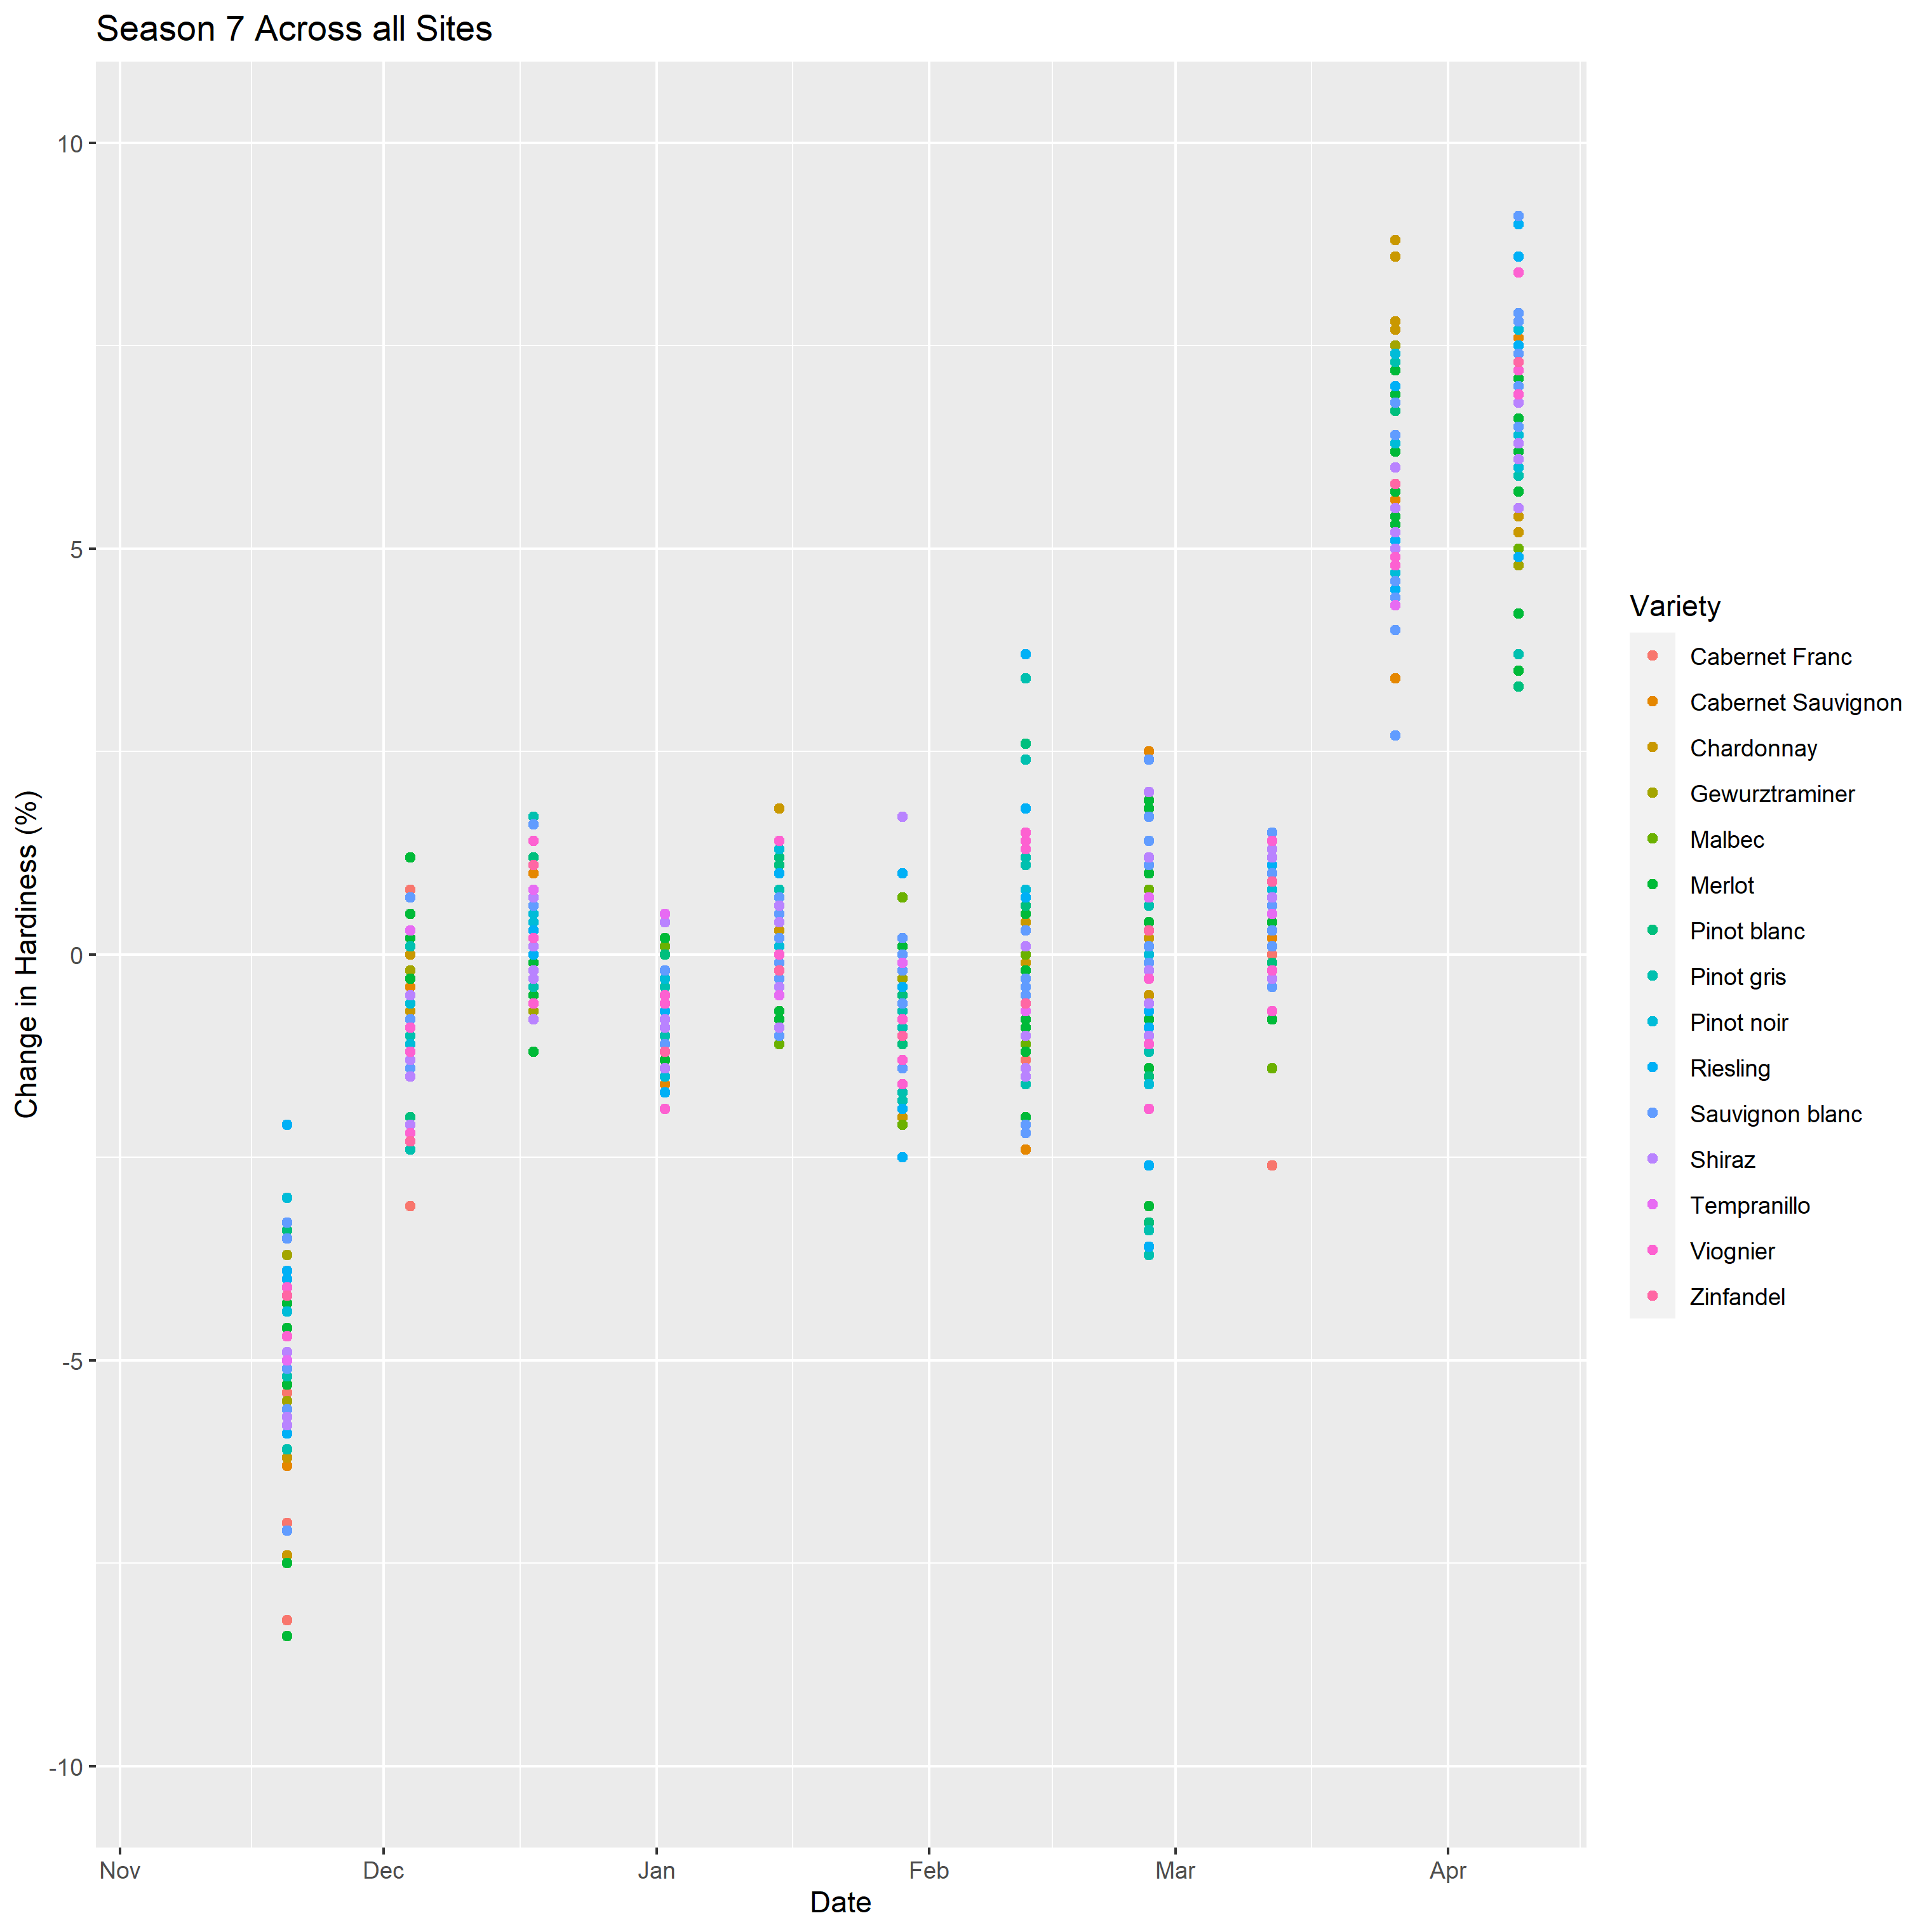 Season 7 Across all Sites
Change in Hardiness (%)
10
5
0
-5
-10
Nov Dec Jan Feb Mar Apr
Date
Variety
Cabernet Franc
Cabernet Sauvignon
Chardonnay
Gewurztraminer
Malbec
Merlot
Pinot blanc
Pinot gris
Pinot noir
Riesling
Sauvignon blanc
Shiraz
Tempranillo
Viognier
Zinfandel